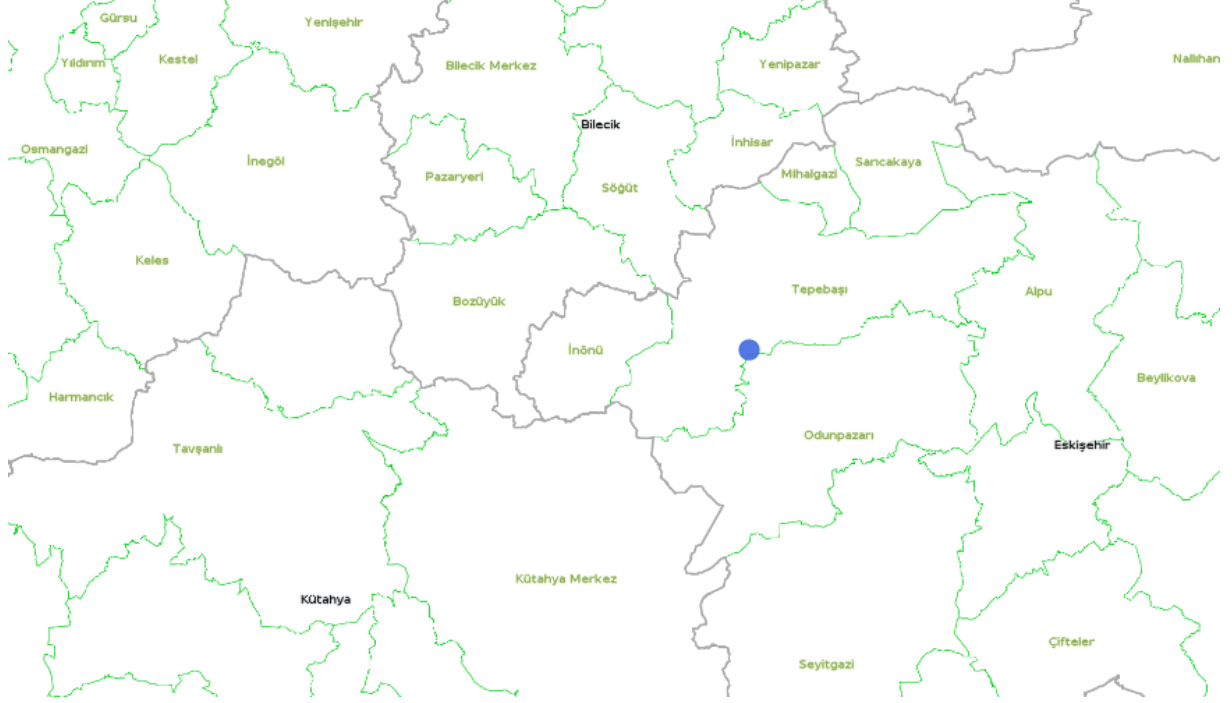 Gürsu
Yenişehir
Yıldırım
Kestel
Bilecik Merkez
Yenipazar
Nallıhan
Bilecik
Osmangazi
İnegöl
İnhisar
Pazaryeri
Mihalgazi
Sarıcakaya
Söğüt
Keles
Bozüyük
Tepebaşı
Alpu
İnönü
Harmancık
Beylikova
Tavşanlı
Odunpazarı
Eskişehir
Kütahya Merkez
Kütahya
Seyitgazi
Çifteler